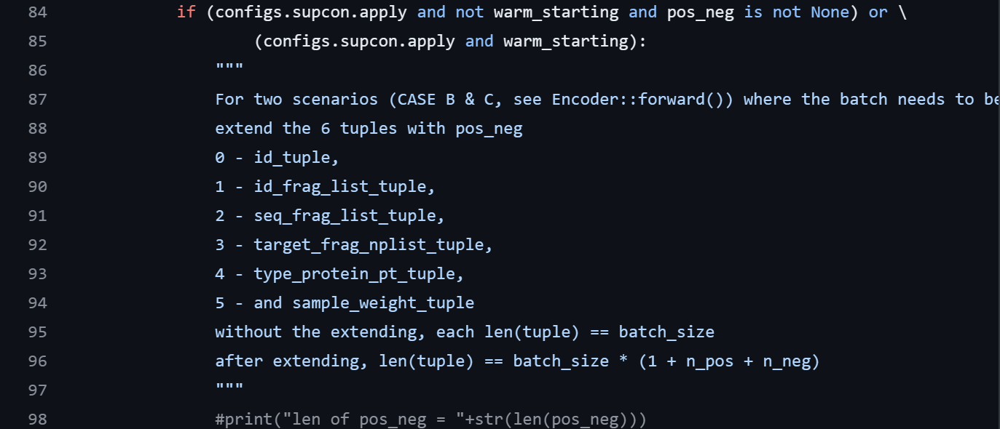 84 if (configs.supcon.apply and not warm_starting and pos_neg is not None) or \
85 (configs.supcon.apply and warm_starting):
86 """
87 For two scenarios (CASE B & C, see Encoder::forward()) where the batch needs to be
88 extend the 6 tuples with pos_neg
89 0 - id_tuple,
90 1 - id_frag_list_tuple,
91 2 - seq_frag_list_tuple,
92 3 - target_frag_nplist_tuple,
93 4 - type_protein_pt_tuple,
94 5 - and sample_weight_tuple
95 without the extending, each len(tuple) == batch_size
96 after extending, len(tuple) == batch_size * (1 + n_pos + n_neg)
97 """
98 #print("len of pos_neg = "+str(len(pos_neg)))